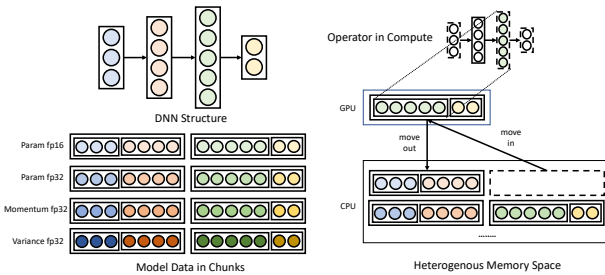 DNN Structure
Param fp16
Param fp32
Momentum fp32
Variance fp32
Model Data in Chunks
Operator in Compute
GPU
move
out
move
in
CPU
........
Heterogenous Memory Space